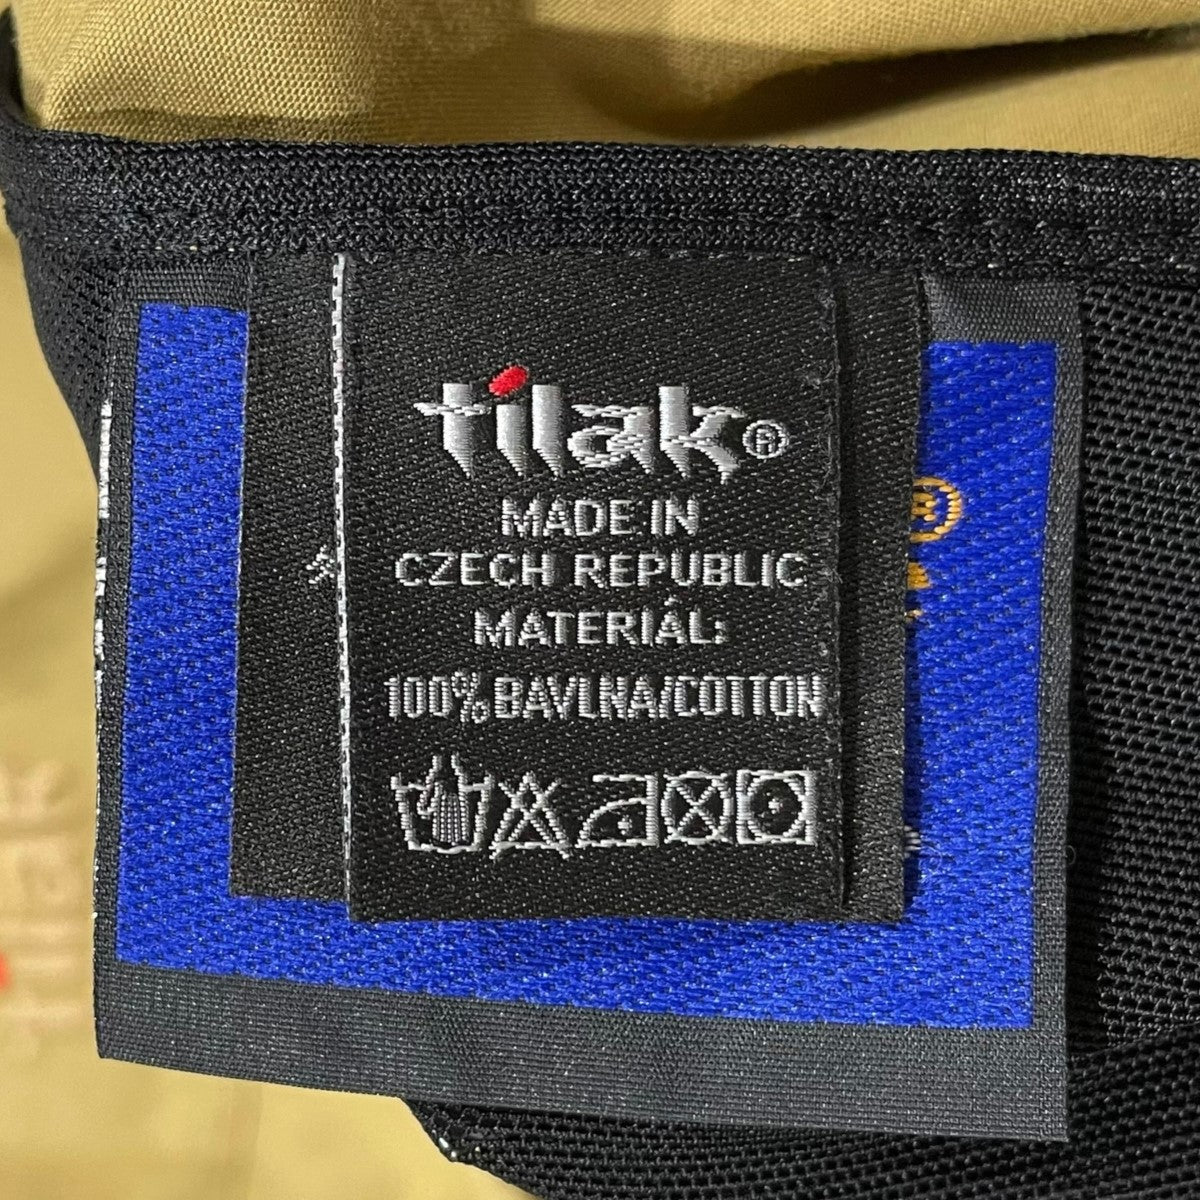 tilak®
MADE IN
CZECH REPUBLIC
MATERIÁL:
100% BAVLNA/COTTON
®